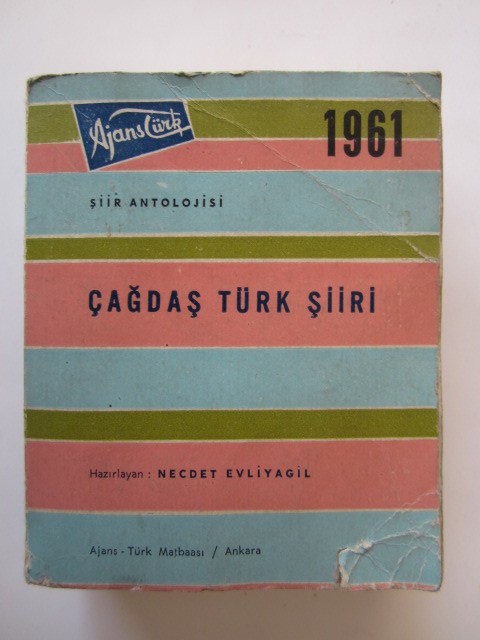 Ajans Türk
1961
ŞİİR ANTOLOJİSİ
ÇAĞDAŞ TÜRK ŞİİRİ
Hazırlayan : NECDET EVLİYAGİL
Ajans - Türk Matbaası / Ankara